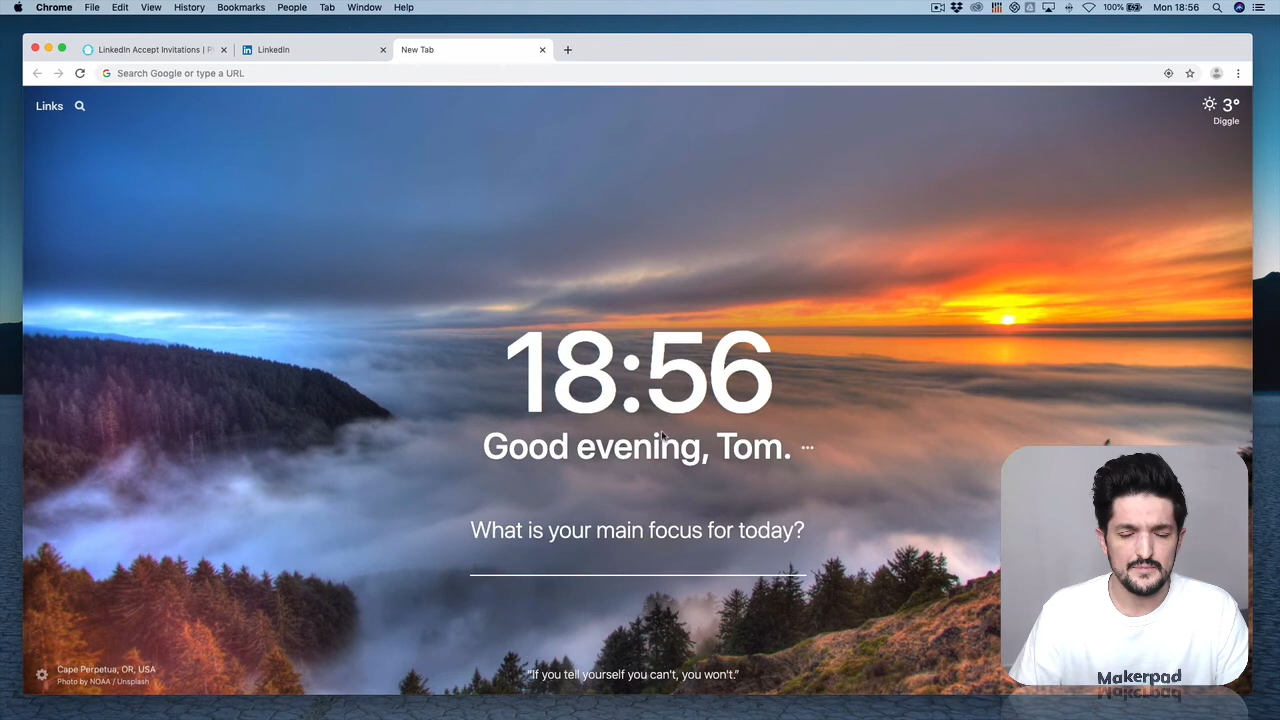 Chrome File Edit View History Bookmarks People Tab Window Help
100% Mon 18:56
LinkedIn Accept Invitations |
LinkedIn
New Tab
Search Google or type a URL
Links
3°
Diggle
18:56
Good evening, Tom.
What is your main focus for today?
Cape Perpetua, OR, USA
Photo by NOAA / Unsplash
"If you tell yourself you can't, you won't."
Makerpad